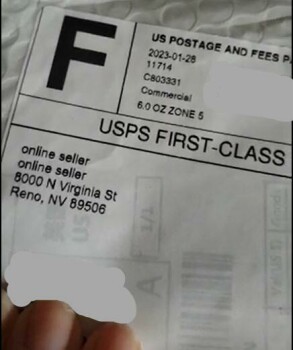 F
US POSTAGE AND FEES P
2023-01-28
11714
C803331
Commercial
6.0 OZ ZONE 5
USPS FIRST-CLASS
online seller
online seller
8000 N Virginia St
Reno, NV 89506
A